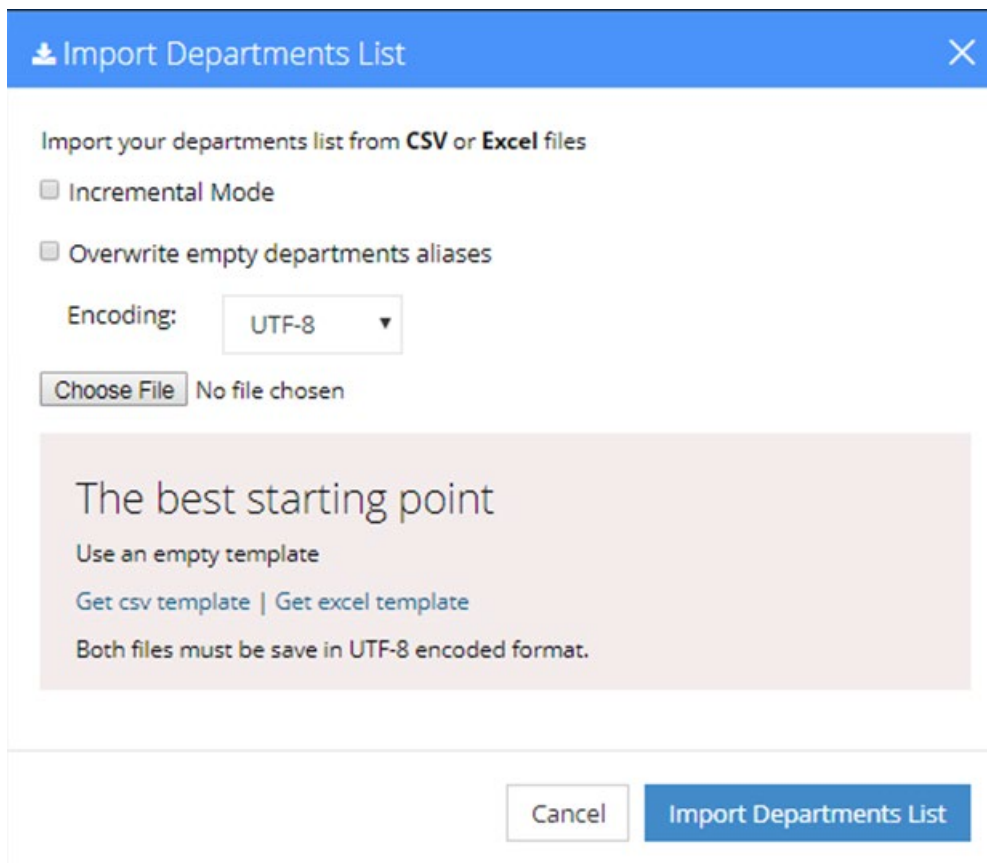 Import Departments List
Import your departments list from CSV or Excel files
Incremental Mode
Overwrite empty departments aliases
Encoding: UTF-8
Choose File No file chosen
The best starting point
Use an empty template
Get csv template | Get excel template
Both files must be save in UTF-8 encoded format.
Cancel Import Departments List